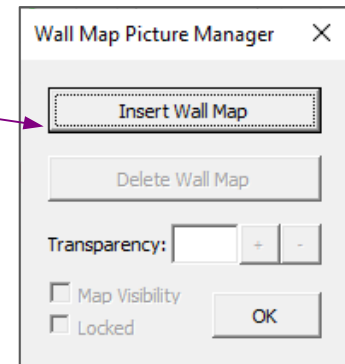 Wall Map Picture Manager
Insert Wall Map
Delete Wall Map
Transparency: + -
Map Visibility
Locked
OK